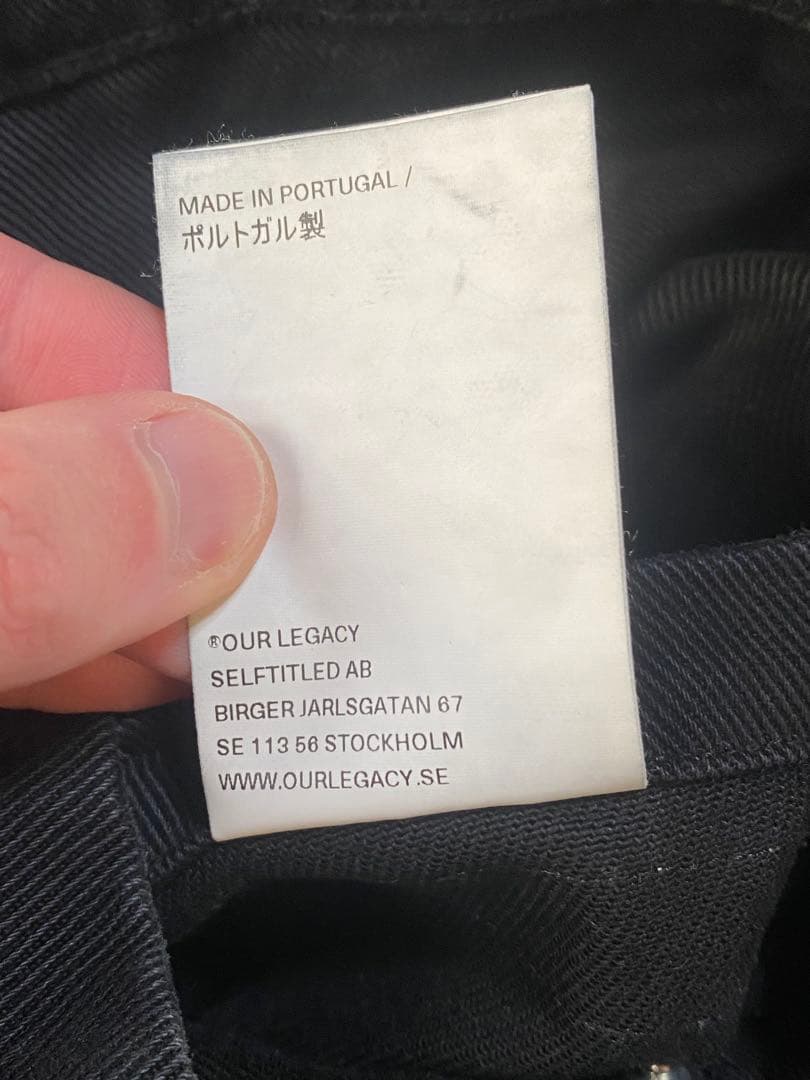 MADE IN PORTUGAL /
ポルトガル製
®OUR LEGACY
SELFTITLED AB
BIRGER JARLSGATAN 67
SE 113 56 STOCKHOLM
WWW.OURLEGACY.SE